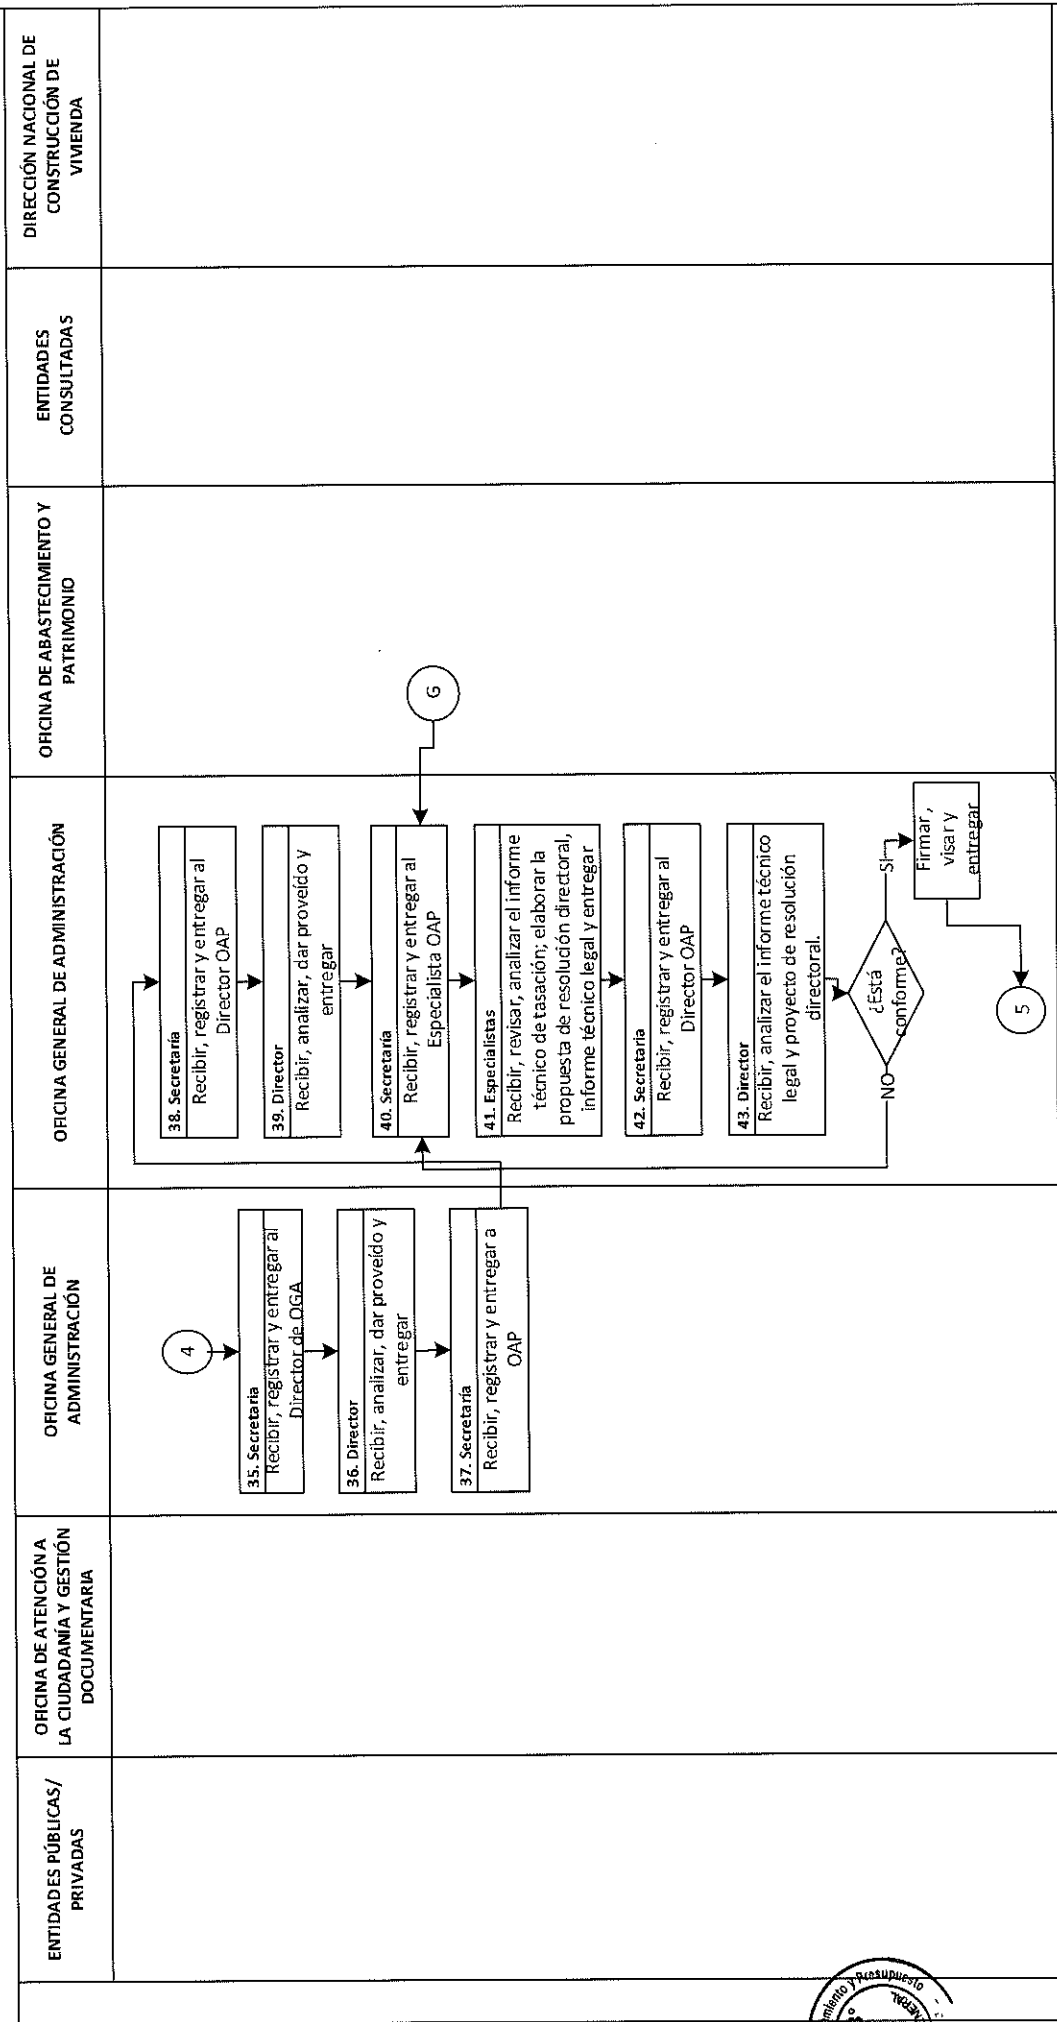 ENTIDADES PÚBLICAS/
PRIVADAS
OFICINA DE ATENCIÓN A
LA CIUDADANÍA Y GESTIÓN
DOCUMENTARIA
OFICINA GENERAL DE
ADMINISTRACIÓN
OFICINA GENERAL DE ADMINISTRACIÓN
OFICINA DE ABASTECIMIENTO Y
PATRIMONIO
ENTIDADES
CONSULTADAS
DIRECCIÓN NACIONAL DE
CONSTRUCCIÓN DE
VIVIENDA
4
35. Secretaria
Recibir, registrar y entregar al
Director de OGA
36. Director
Recibir, analizar, dar proveído y
entregar
37. Secretaría
Recibir, registrar y entregar a
OAP
38. Secretaría
Recibir, registrar y entregar al
Director OAP
39. Director
Recibir, analizar, dar proveído y
entregar
40. Secretaría
Recibir, registrar y entregar al
Especialista OAP
G
41. Especialistas
Recibir, revisar, analizar el informe
técnico de tasación; elaborar la
propuesta de resolución directoral,
informe técnico legal y entregar
42. Secretaria
Recibir, registrar y entregar al
Director OAP
43. Director
Recibir, analizar el informe técnico
legal y proyecto de resolución
directoral.
¿Está
conforme?
NO
SI
Firmar,
visar y
entregar
5
y Presupuesto